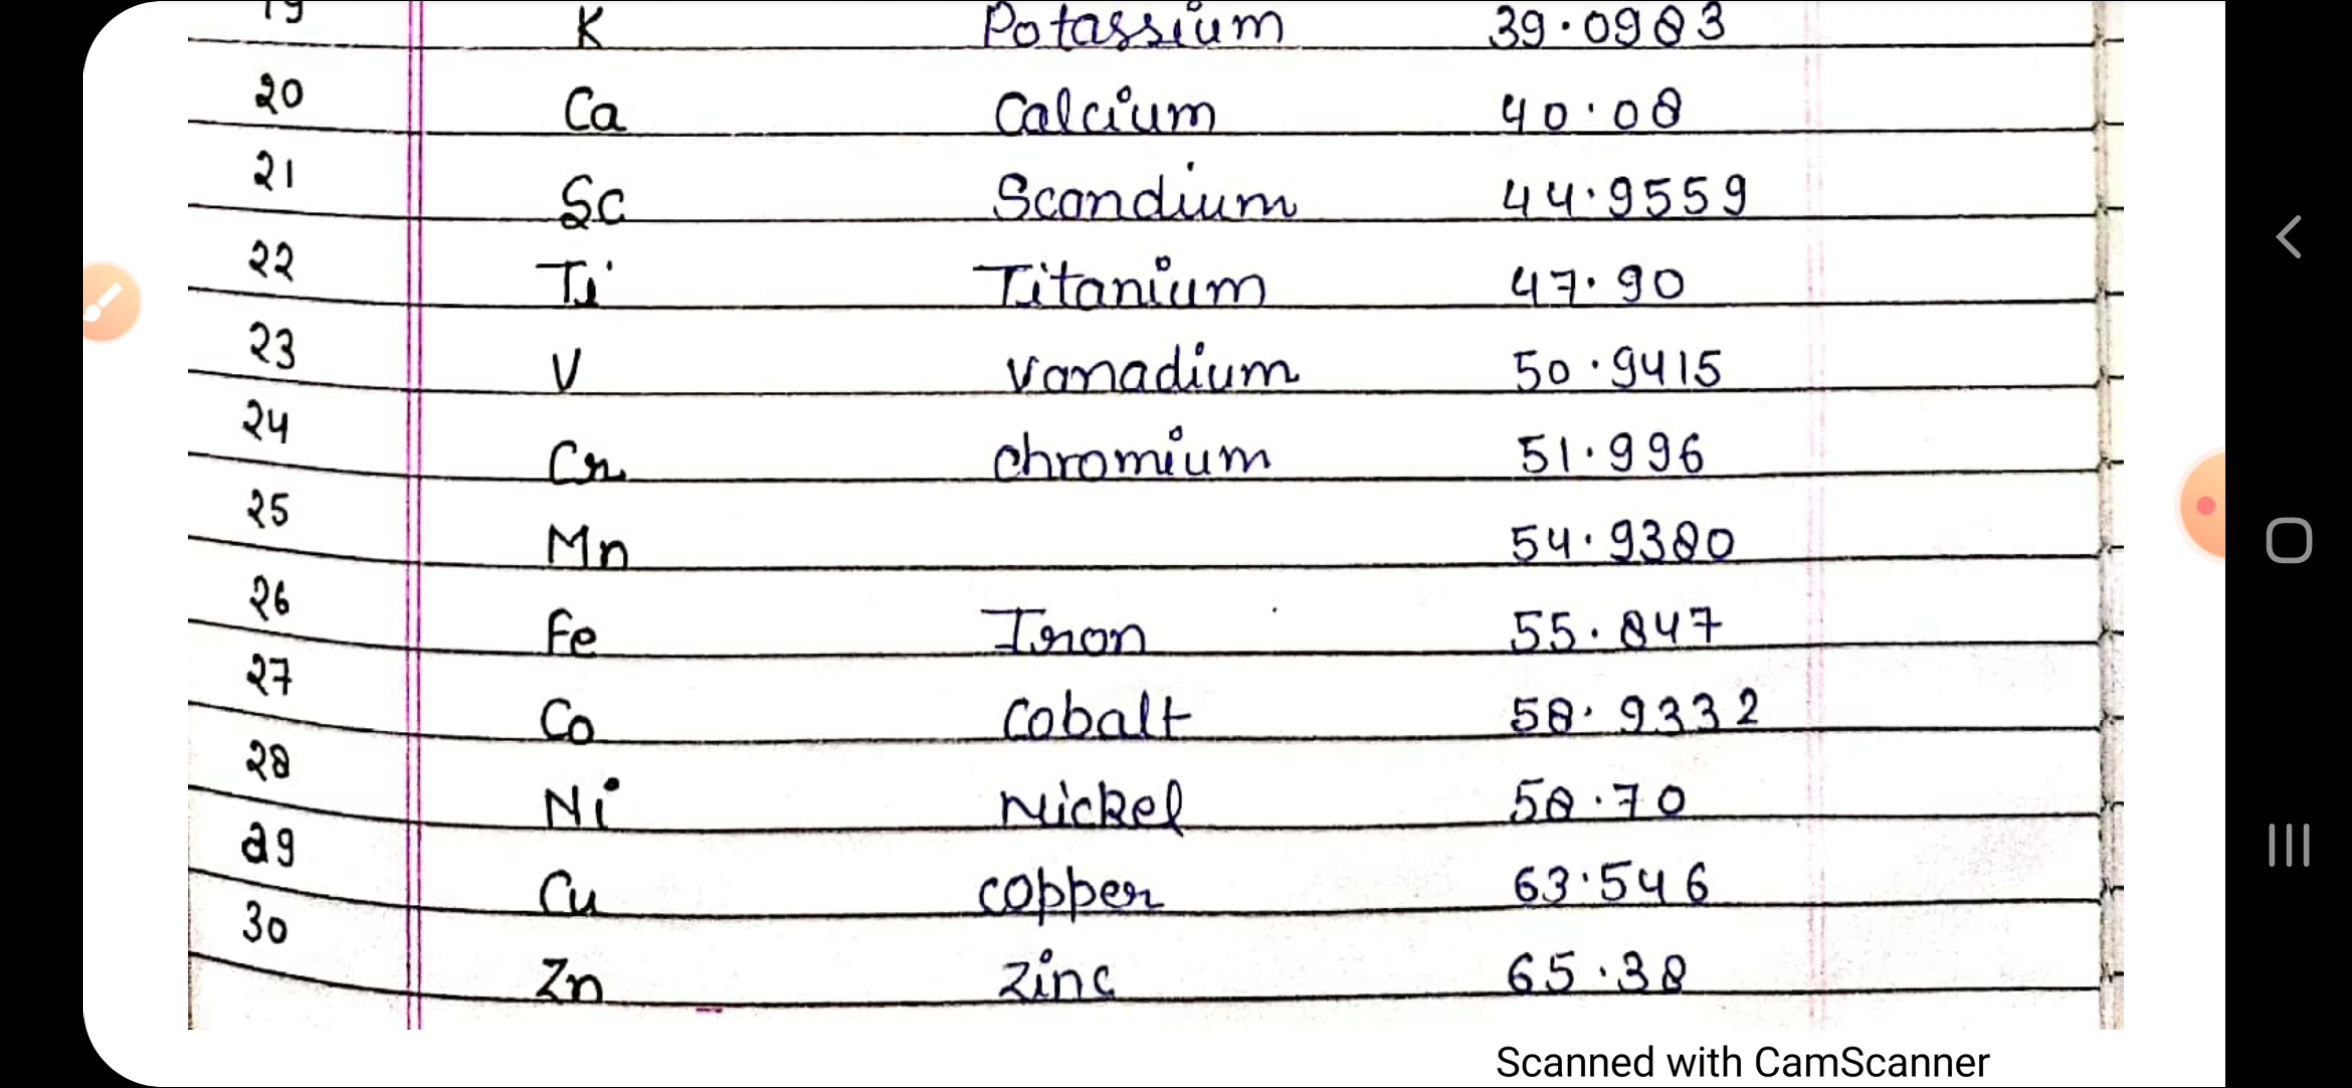 19 K Potassium 39.0983
20 Ca Calcium 40.08
21 Sc Scandium 44.9559
22 Ti Titanium 47.90
23 V Vanadium 50.9415
24 Cr chromium 51.996
25 Mn 54.9380
26 Fe Iron 55.847
27 Co Cobalt 58.9332
28 Ni Nickel 58.70
29 Cu copper 63.546
30 Zn zinc 65.38
Scanned with CamScanner